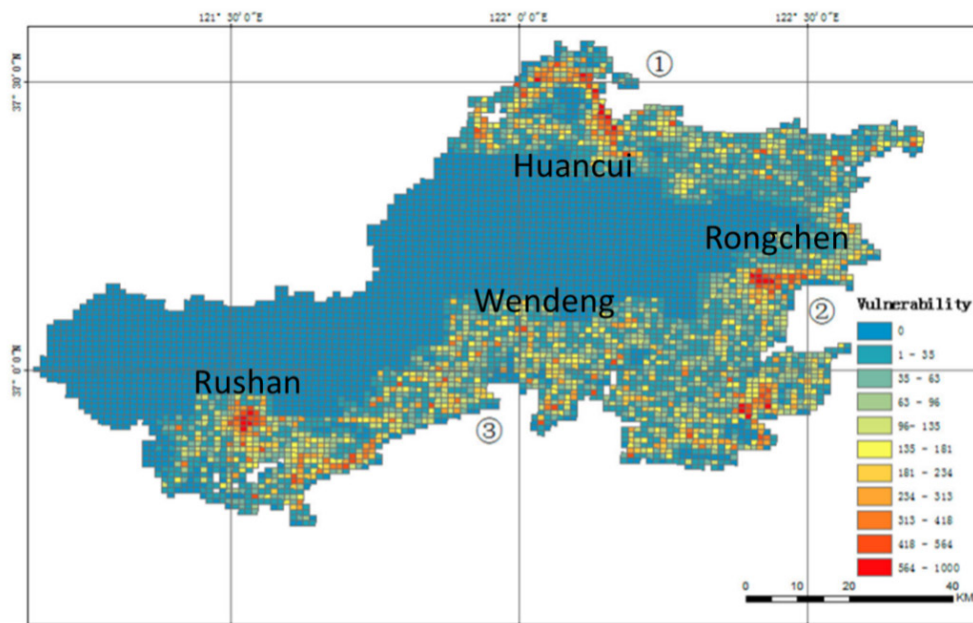 121°30′0″E 122°0′0″E 122°30′0″E
37°30′0″N
①
Huancui
Rongchen
Wendeng
②
37°0′0″N
Rushan
③
Vulnerability
0
1 - 35
35 - 63
63 - 96
96- 135
135 - 181
181 - 234
234 - 313
313 - 418
418 - 564
564 - 1000
0 10 20 40
KM